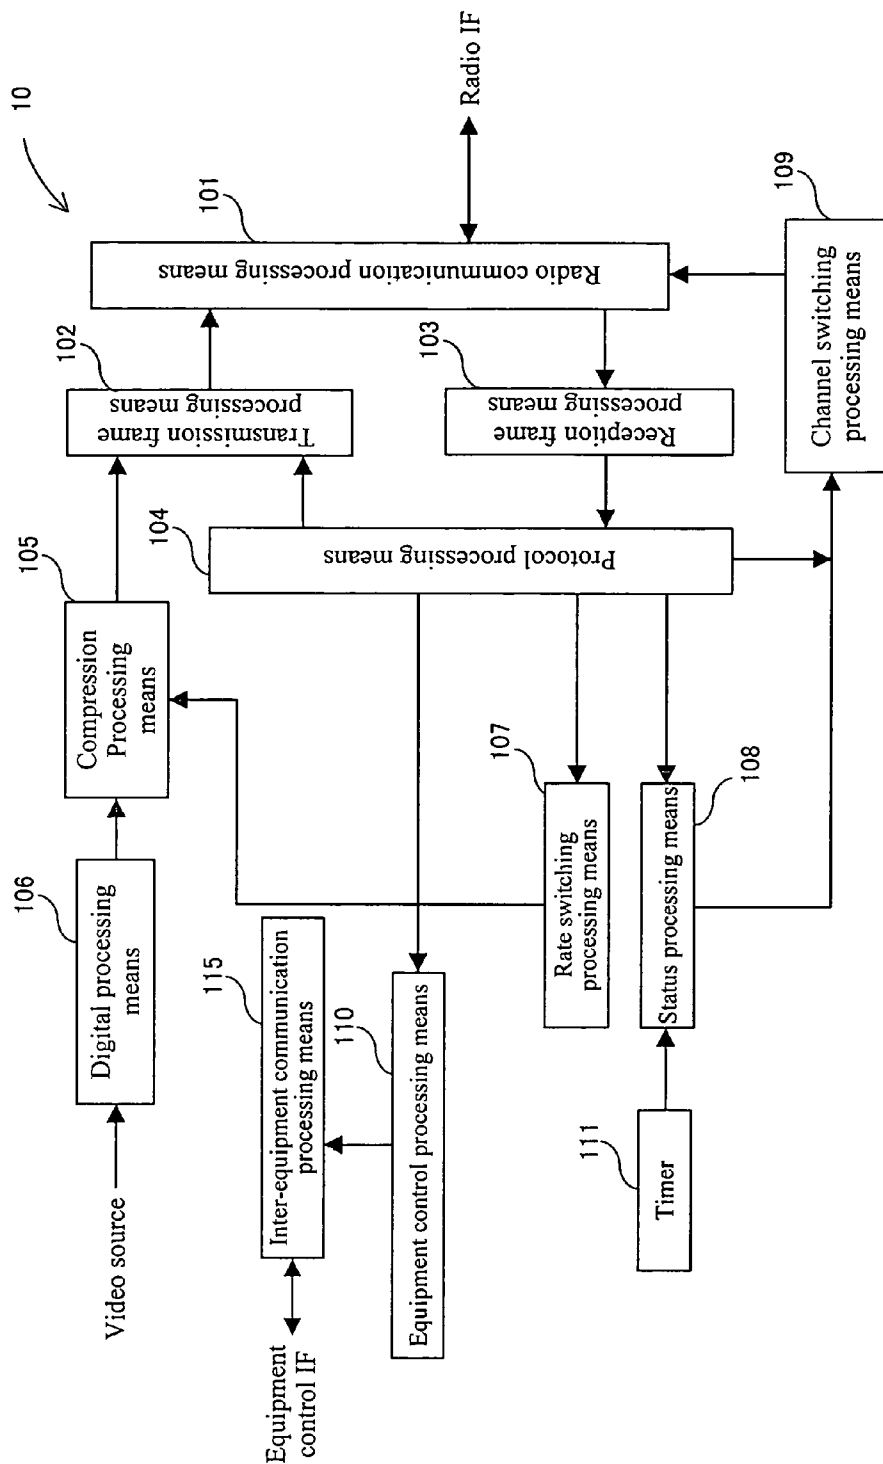 10
Video source
106
Digital processing
means
105
Compression
Processing
means
102
Transmission frame
processing means
101
Radio communication processing means
Radio IF
Equipment
control IF
115
Inter-equipment communication
processing means
104
Protocol processing means
103
Reception frame
processing means
110
Equipment control processing means
107
Rate switching
processing means
109
Channel switching
processing means
111
Timer
108
Status processing means